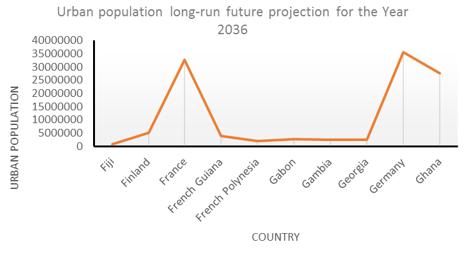 Urban population long-run future projection for the Year
2036
URBAN POPULATION
40000000
35000000
30000000
25000000
20000000
15000000
10000000
5000000
0
Fiji
Finland
France
French Guiana
French Polynesia
Gabon
Gambia
Georgia
Germany
Ghana
COUNTRY